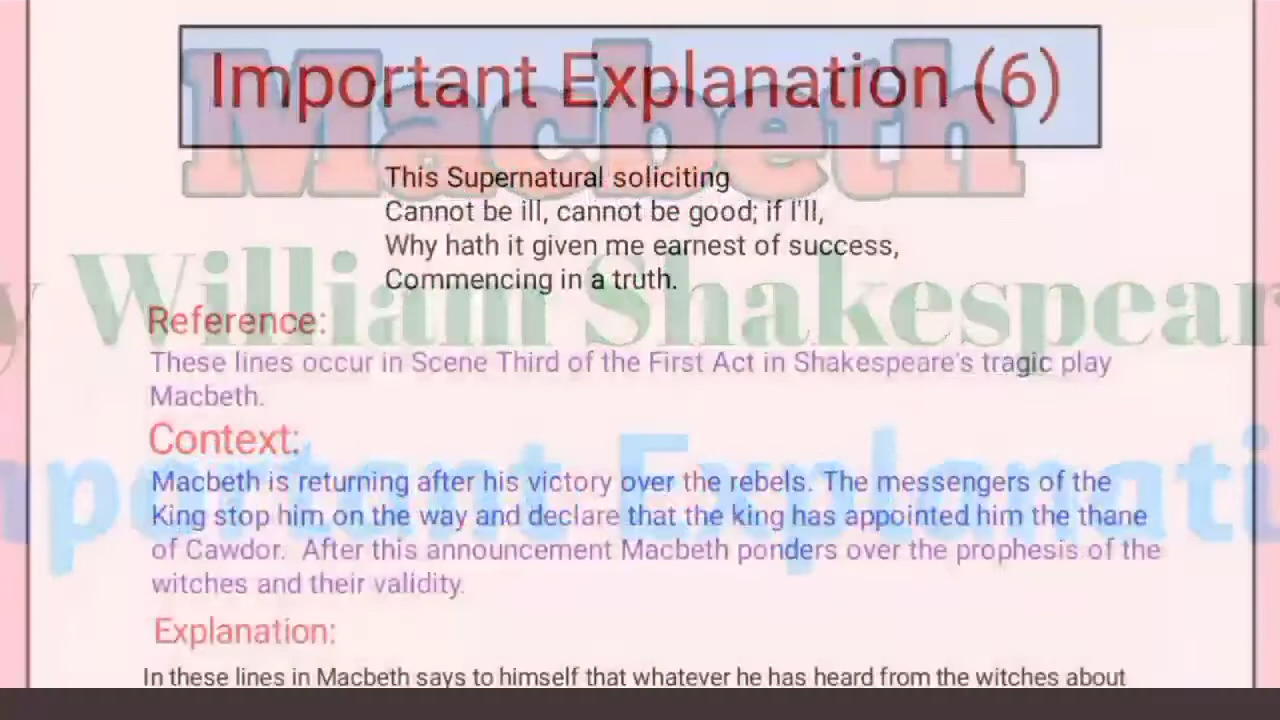 Important Explanation (6)
Macbeth
This Supernatural soliciting
Cannot be ill, cannot be good; if I'll,
Why hath it given me earnest of success,
Commencing in a truth.
y William Shakespear
Reference:
These lines occur in Scene Third of the First Act in Shakespeare's tragic play
Macbeth.
Context:
mportant Explanati
Macbeth is returning after his victory over the rebels. The messengers of the
King stop him on the way and declare that the king has appointed him the thane
of Cawdor. After this announcement Macbeth ponders over the prophesis of the
witches and their validity.
Explanation:
In these lines in Macbeth says to himself that whatever he has heard from the witches about